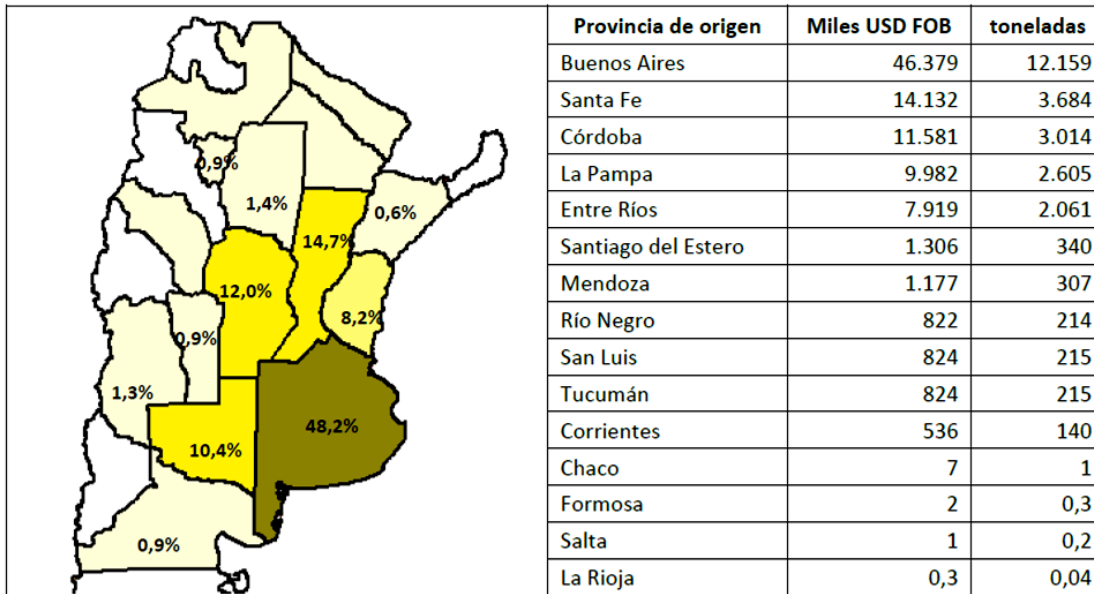 0,9%
1,4%
0,6%
14,7%
12,0%
8,2%
0,9%
1,3%
48,2%
10,4%
0,9%
Provincia de origen Miles USD FOB toneladas
Buenos Aires 46.379 12.159
Santa Fe 14.132 3.684
Córdoba 11.581 3.014
La Pampa 9.982 2.605
Entre Ríos 7.919 2.061
Santiago del Estero 1.306 340
Mendoza 1.177 307
Río Negro 822 214
San Luis 824 215
Tucumán 824 215
Corrientes 536 140
Chaco 7 1
Formosa 2 0,3
Salta 1 0,2
La Rioja 0,3 0,04